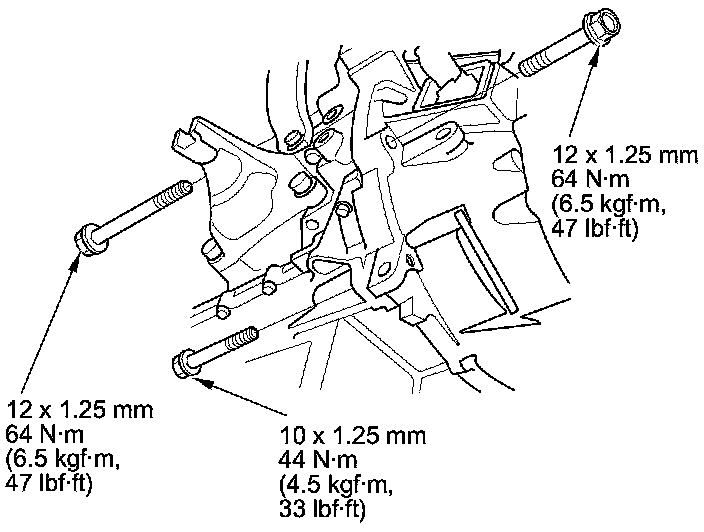 12 x 1.25 mm
64 N·m
(6.5 kgf·m,
47 lbf·ft)
12 x 1.25 mm
64 N·m
(6.5 kgf·m,
47 lbf·ft)
10 x 1.25 mm
44 N·m
(4.5 kgf·m,
33 lbf·ft)